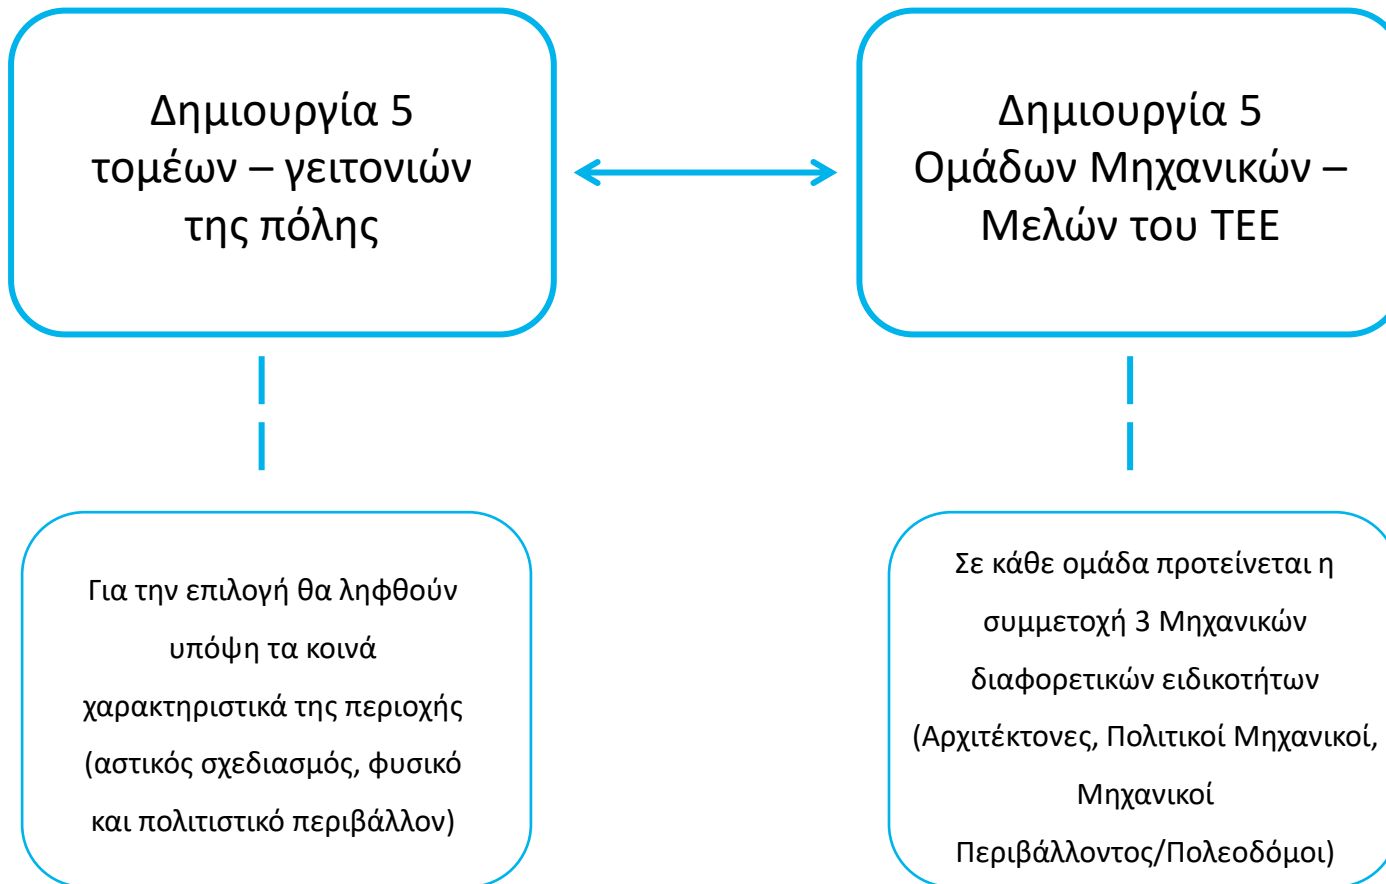 Δημιουργία 5
τομέων – γειτονιών
της πόλης
Δημιουργία 5
Ομάδων Μηχανικών –
Μελών του ΤΕΕ
Για την επιλογή θα ληφθούν
υπόψη τα κοινά
χαρακτηριστικά της περιοχής
(αστικός σχεδιασμός, φυσικό
και πολιτιστικό περιβάλλον)
Σε κάθε ομάδα προτείνεται η
συμμετοχή 3 Μηχανικών
διαφορετικών ειδικοτήτων
(Αρχιτέκτονες, Πολιτικοί Μηχανικοί,
Μηχανικοί
Περιβάλλοντος/Πολεοδόμοι)